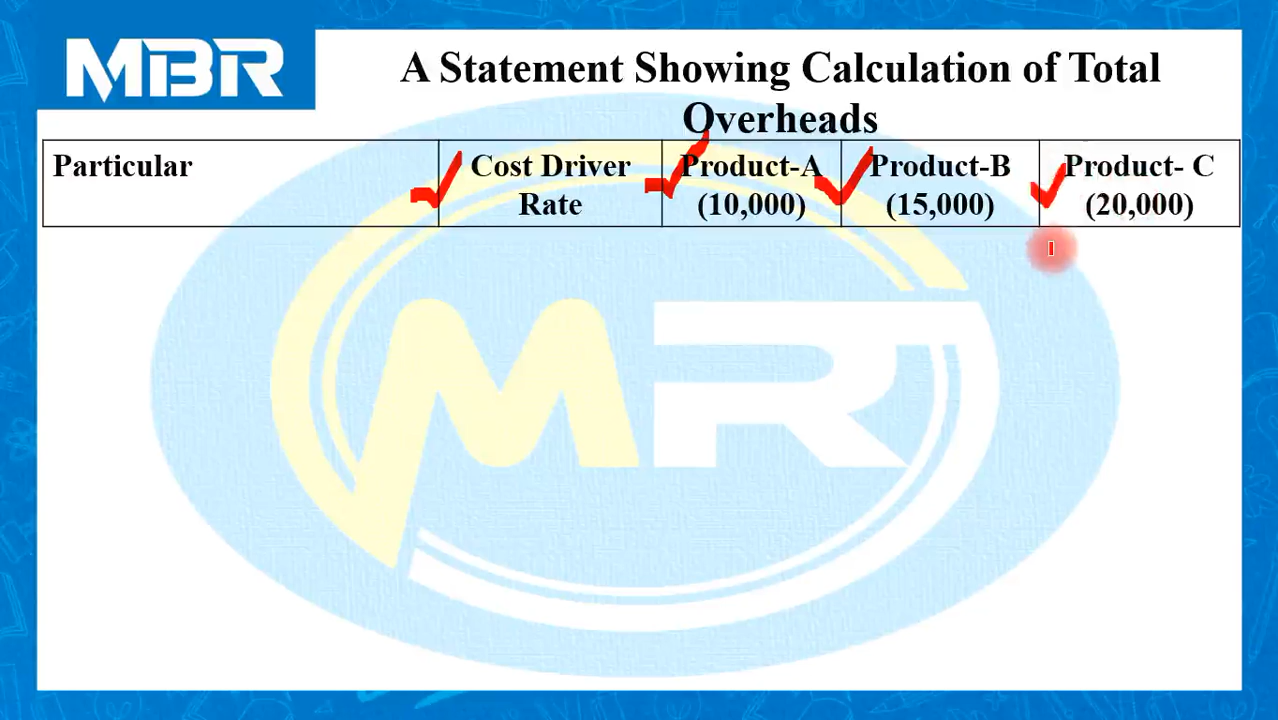 MBR
A Statement Showing Calculation of Total
Overheads
Particular
Cost Driver
Rate
Product-A
(10,000)
Product-B
(15,000)
Product- C
(20,000)
MR